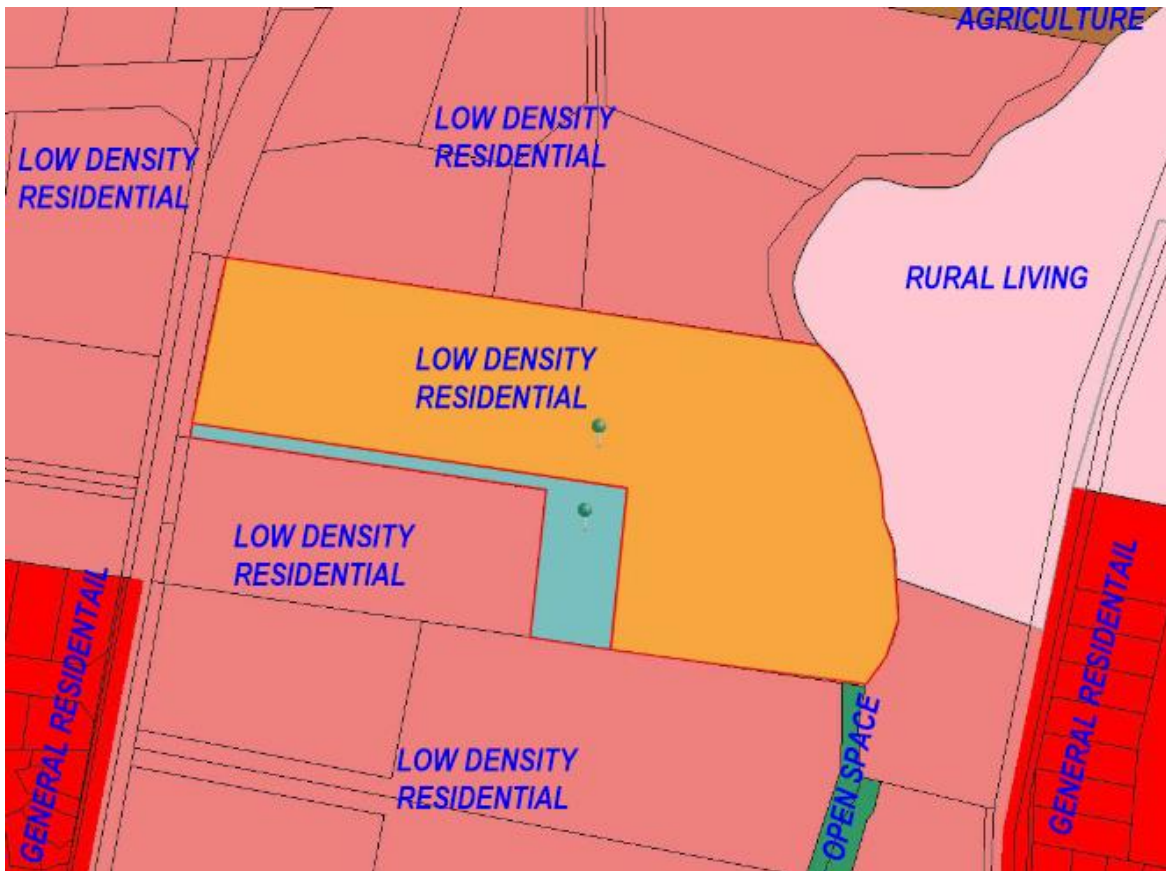 AGRICULTURE
LOW DENSITY
RESIDENTIAL
LOW DENSITY
RESIDENTIAL
RURAL LIVING
LOW DENSITY
RESIDENTIAL
LOW DENSITY
RESIDENTIAL
GENERAL RESIDENTAIL
GENERAL RESIDENTAIL
OPEN SPACE
LOW DENSITY
RESIDENTIAL